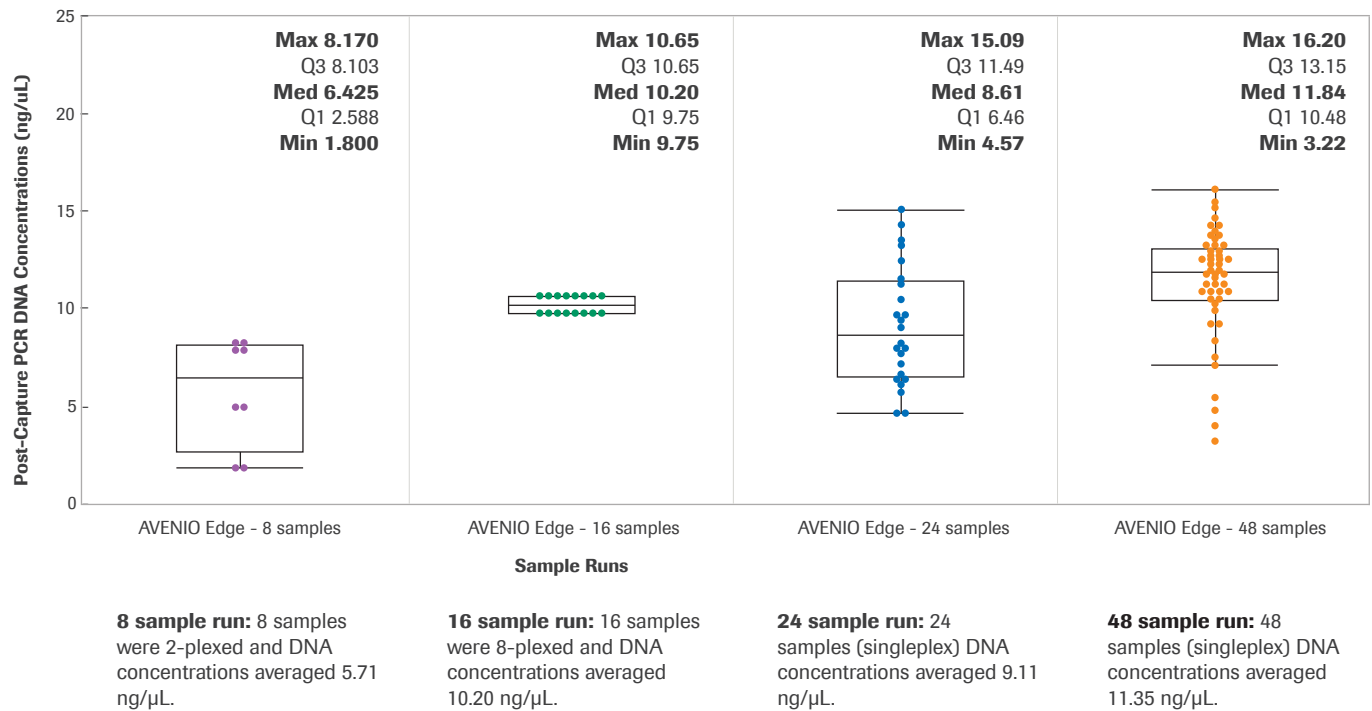 Post-Capture PCR DNA Concentrations (ng/uL)
25
20
15
10
5
0
Max 8.170
Q3 8.103
Med 6.425
Q1 2.588
Min 1.800
Max 10.65
Q3 10.65
Med 10.20
Q1 9.75
Min 9.75
Max 15.09
Q3 11.49
Med 8.61
Q1 6.46
Min 4.57
Max 16.20
Q3 13.15
Med 11.84
Q1 10.48
Min 3.22
AVENIO Edge - 8 samples
AVENIO Edge - 16 samples
AVENIO Edge - 24 samples
AVENIO Edge - 48 samples
Sample Runs
8 sample run: 8 samples
were 2-plexed and DNA
concentrations averaged 5.71
ng/µL.
16 sample run: 16 samples
were 8-plexed and DNA
concentrations averaged
10.20 ng/µL.
24 sample run: 24
samples (singleplex) DNA
concentrations averaged 9.11
ng/µL.
48 sample run: 48
samples (singleplex) DNA
concentrations averaged
11.35 ng/µL.